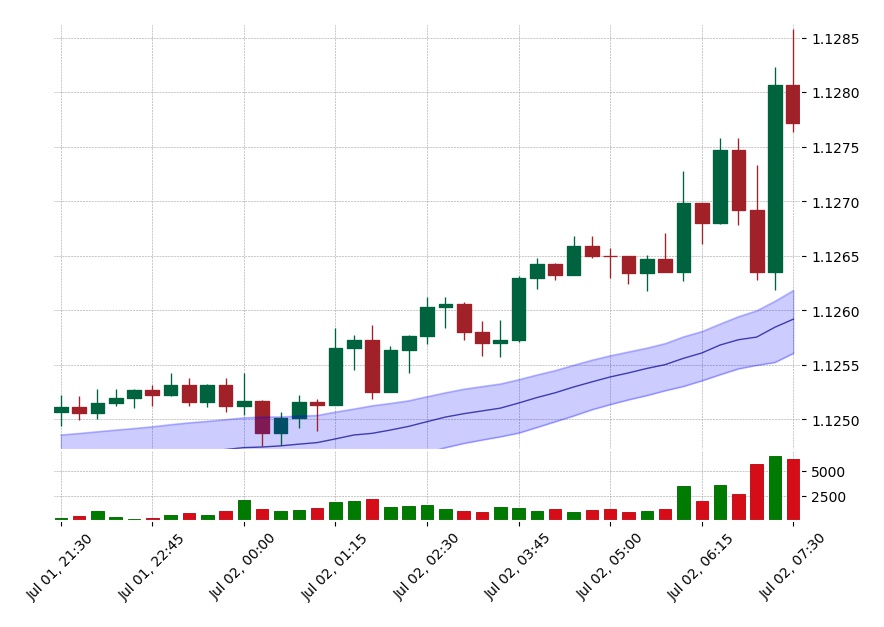 1.1285
1.1280
1.1275
1.1270
1.1265
1.1260
1.1255
1.1250
5000
2500
Jul 01, 21:30
Jul 01, 22:45
Jul 02, 00:00
Jul 02, 01:15
Jul 02, 02:30
Jul 02, 03:45
Jul 02, 05:00
Jul 02, 06:15
Jul 02, 07:30